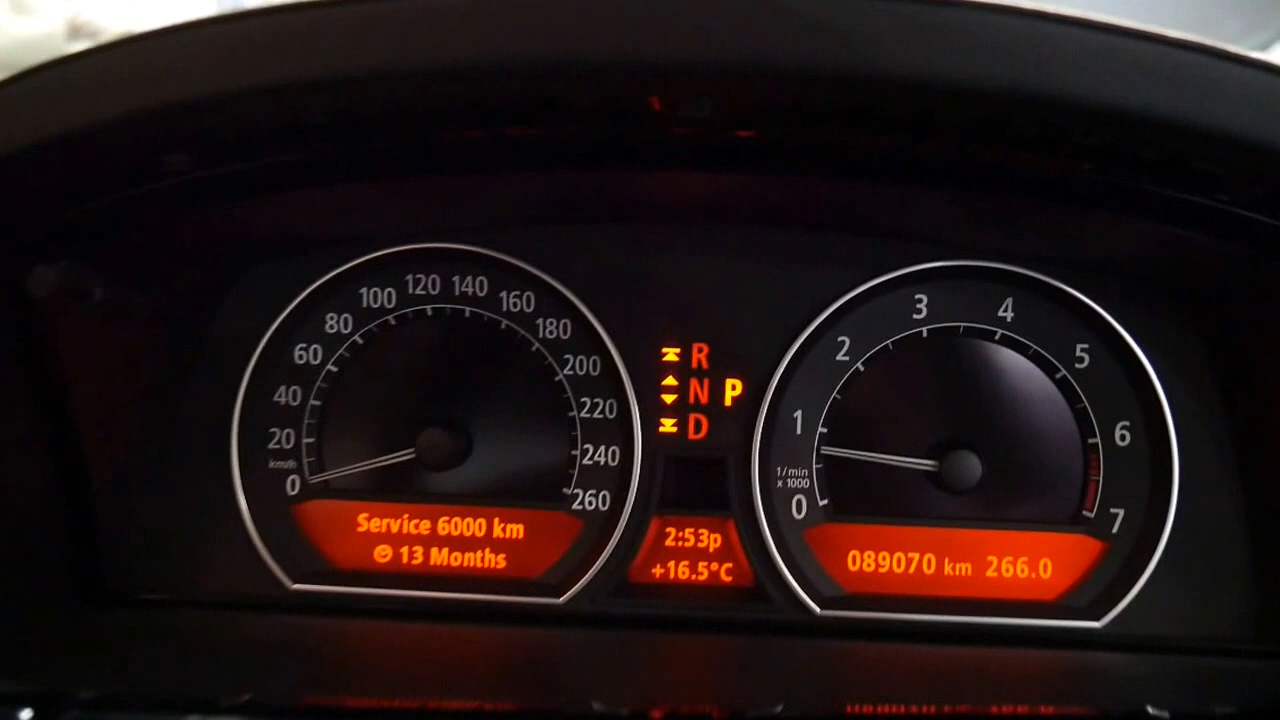 0
20
40
60
80
100
120
140
160
180
200
220
240
260
km/h
Service 6000 km
13 Months
R
N P
D
2:53p
+16.5°C
0
1
2
3
4
5
6
7
1/min
x 1000
089070 km 266.0